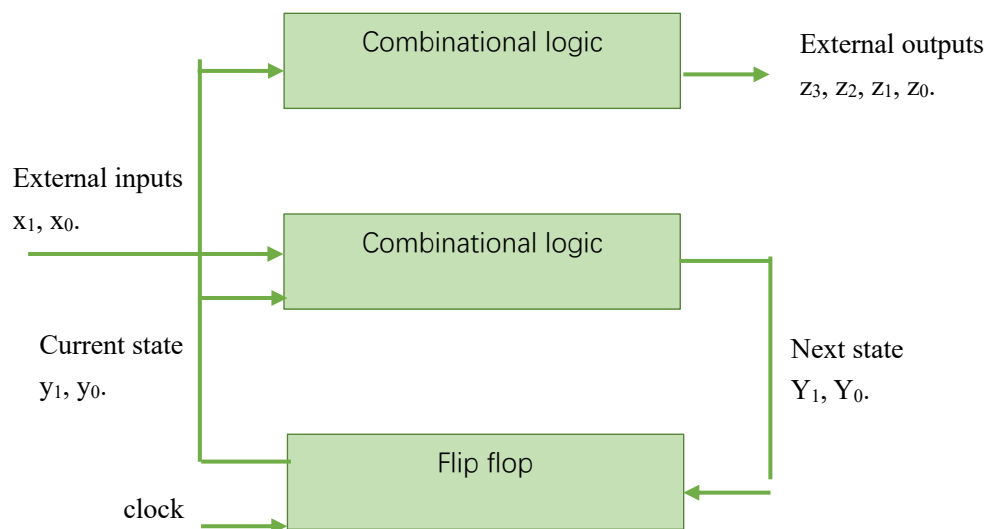 Combinational logic
External outputs
z₃, z₂, z₁, z₀.
External inputs
x₁, x₀.
Combinational logic
Current state
y₁, y₀.
Next state
Y₁, Y₀.
Flip flop
clock